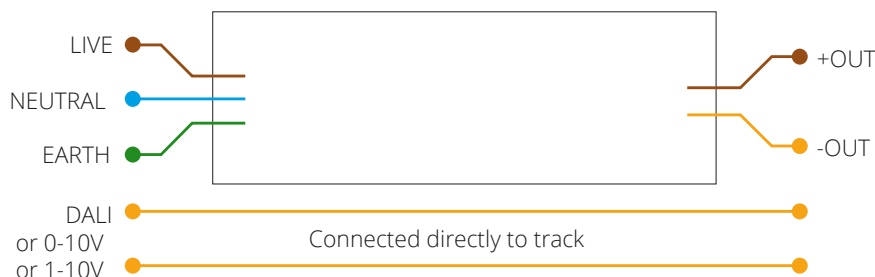 LIVE
NEUTRAL
EARTH
+OUT
-OUT
DALI
or 0-10V
or 1-10V
Connected directly to track